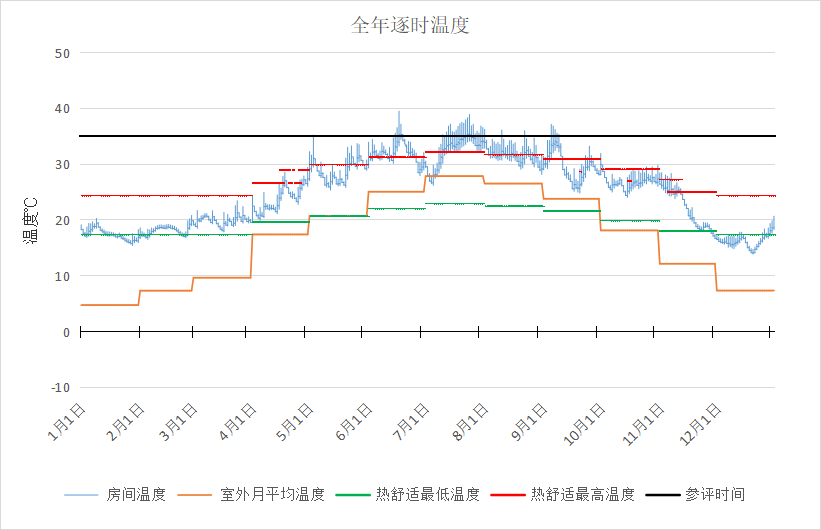 全年逐时温度
50
40
30
20
10
0
-10
温度℃
1月1日
2月1日
3月1日
4月1日
5月1日
6月1日
7月1日
8月1日
9月1日
10月1日
11月1日
12月1日
房间温度 室外月平均温度 热舒适最低温度 热舒适最高温度 参评时间